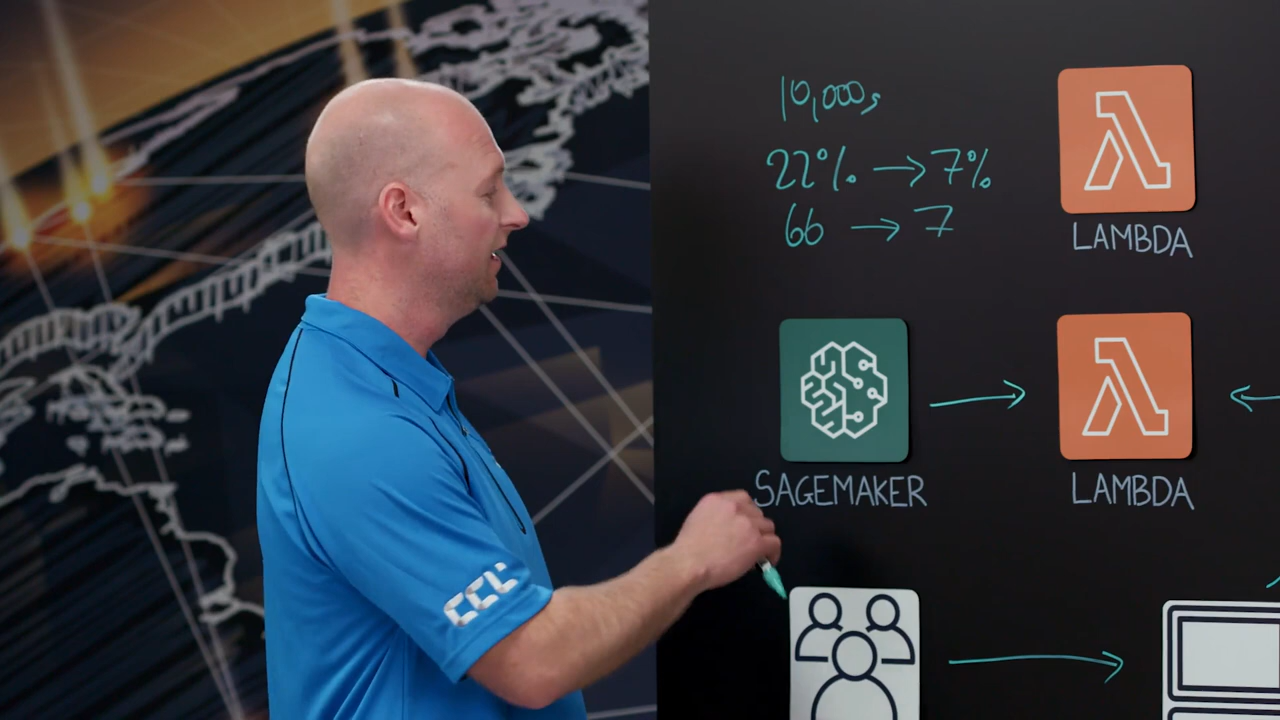 10,000s
22% → 7%
66 → 7
LAMBDA
SAGEMAKER
LAMBDA
CCL